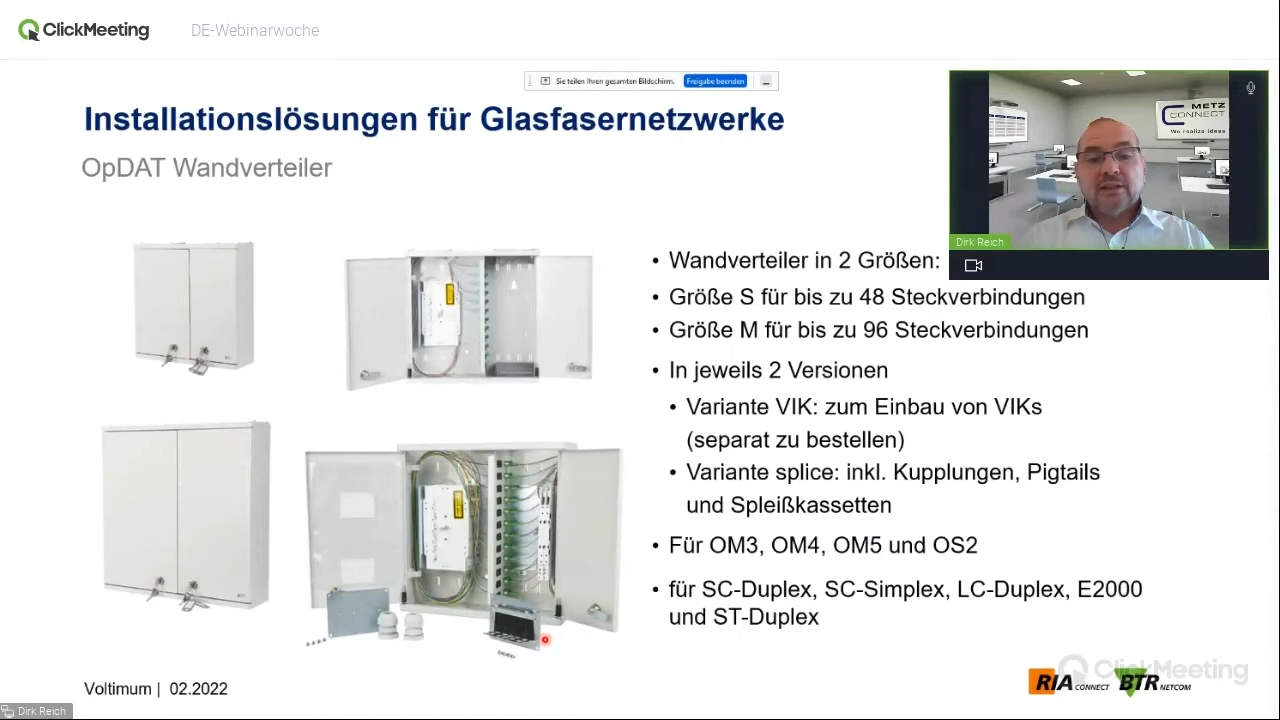 ClickMeeting
DE-Webinarwoche
Sie teilen Ihren gesamten Bildschirm.
Freigabe beenden
Installationslösungen für Glasfasernetzwerke
OpDAT Wandverteiler
METZ
CONNECT
We realize ideas
Dirk Reich
• Wandverteiler in 2 Größen:
• Größe S für bis zu 48 Steckverbindungen
• Größe M für bis zu 96 Steckverbindungen
• In jeweils 2 Versionen
• Variante VIK: zum Einbau von VIKs
(separat zu bestellen)
• Variante splice: inkl. Kupplungen, Pigtails
und Spleißkassetten
• Für OM3, OM4, OM5 und OS2
• für SC-Duplex, SC-Simplex, LC-Duplex, E2000
und ST-Duplex
Voltimum | 02.2022
RIA CONNECT
BTR NETCOM
ClickMeeting
Dirk Reich